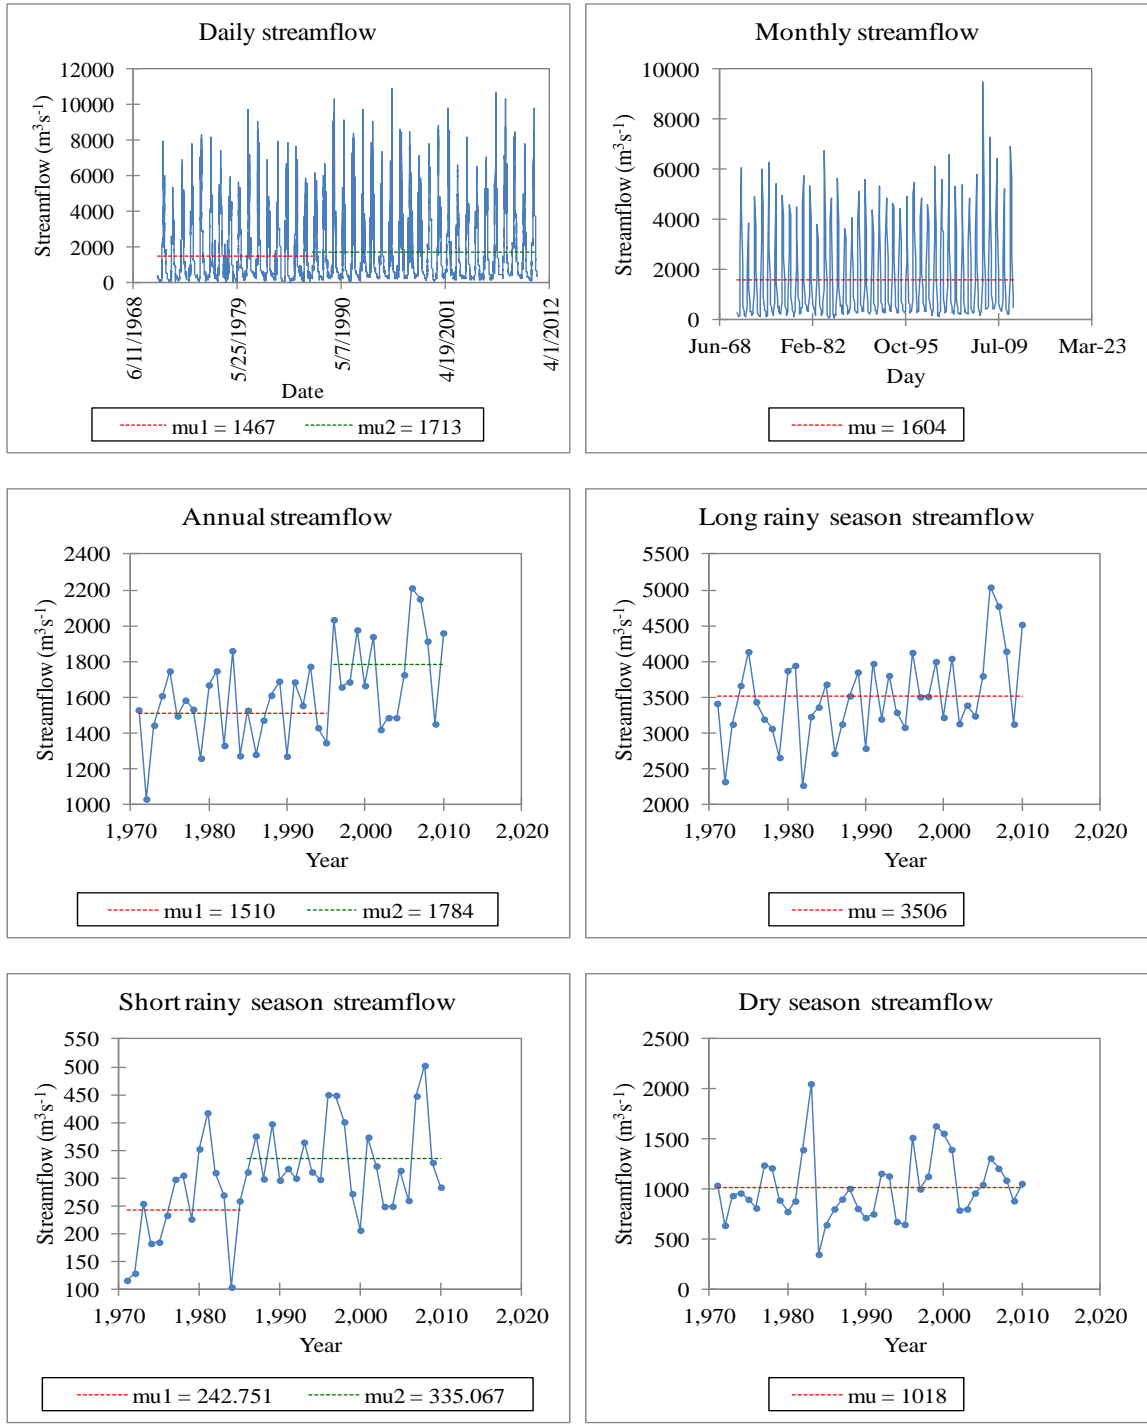 Daily streamflow
Streamflow (m³s⁻¹)
12000
10000
8000
6000
4000
2000
0
6/11/1968
5/25/1979
5/7/1990
4/19/2001
4/1/2012
Date
mu1 = 1467 mu2 = 1713
Monthly streamflow
Streamflow (m³s⁻¹)
10000
8000
6000
4000
2000
0
Jun-68 Feb-82 Oct-95 Jul-09 Mar-23
Day
mu = 1604
Annual streamflow
Streamflow (m³s⁻¹)
2400
2200
2000
1800
1600
1400
1200
1000
1,970 1,980 1,990 2,000 2,010 2,020
Year
mu1 = 1510 mu2 = 1784
Long rainy season streamflow
Streamflow (m³s⁻¹)
5500
5000
4500
4000
3500
3000
2500
2000
1,970 1,980 1,990 2,000 2,010 2,020
Year
mu = 3506
Short rainy season streamflow
Streamflow (m³s⁻¹)
550
500
450
400
350
300
250
200
150
100
1,970 1,980 1,990 2,000 2,010 2,020
Year
mu1 = 242.751 mu2 = 335.067
Dry season streamflow
Streamflow (m³s⁻¹)
2500
2000
1500
1000
500
0
1,970 1,980 1,990 2,000 2,010 2,020
Year
mu = 1018